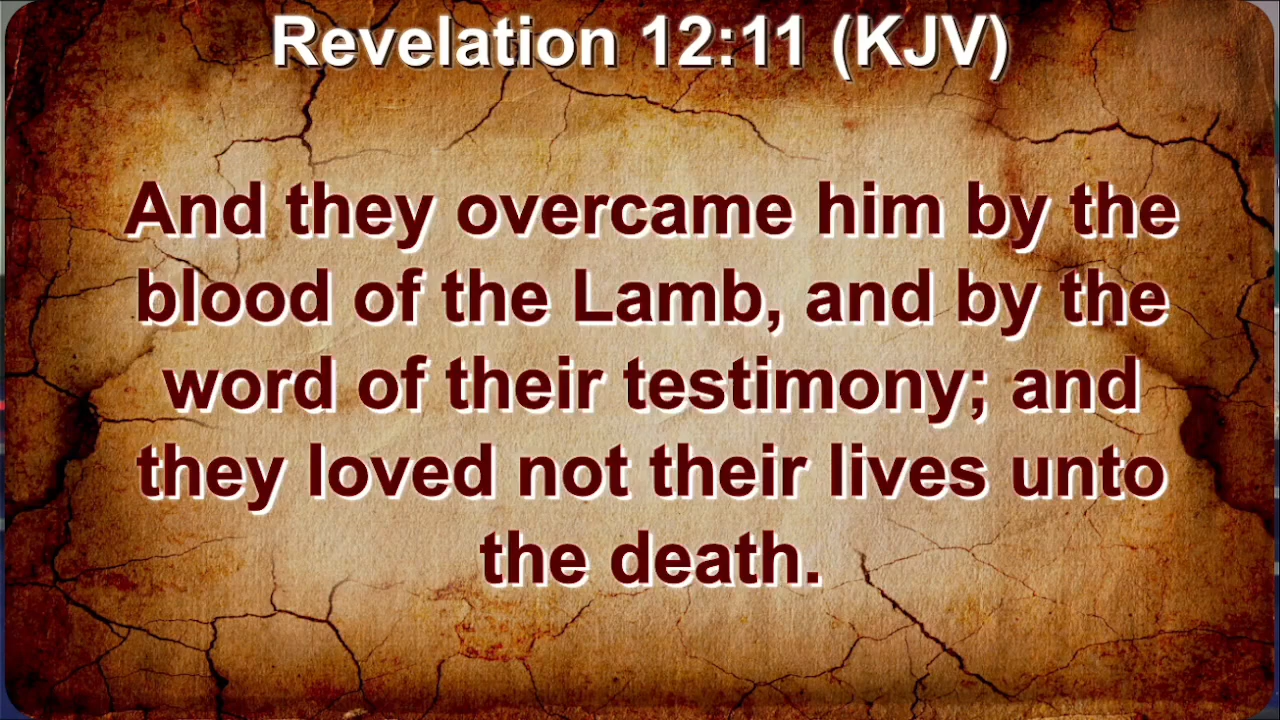 Revelation 12:11 (KJV)
And they overcame him by the
blood of the Lamb, and by the
word of their testimony; and
they loved not their lives unto
the death.